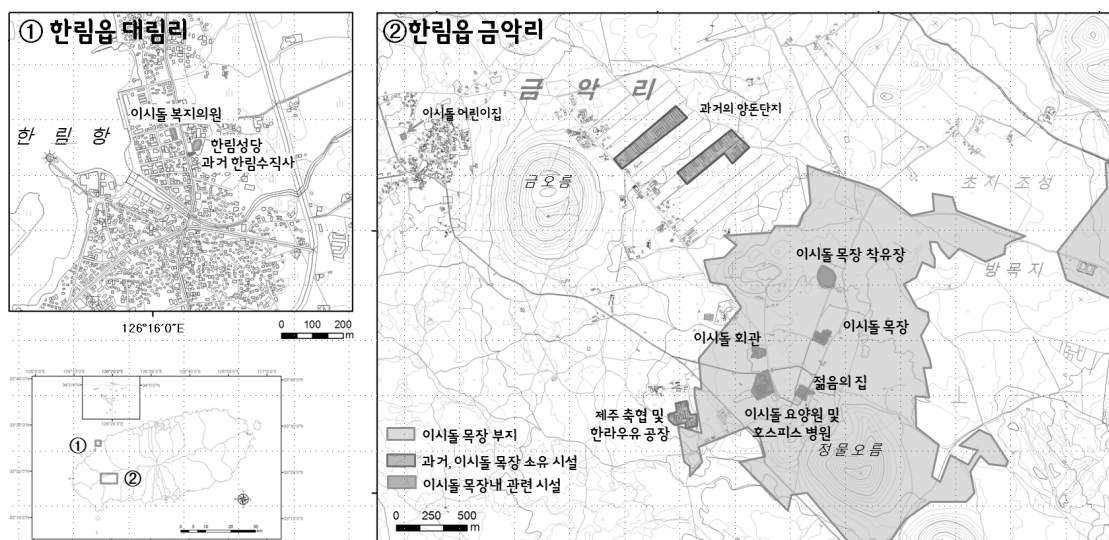 ① 한림읍 대림리
이시돌 복지의원
한 림 항
한림성당
과거 한림수직사
126°16'0"E
0 100 200
m
①
②
②한림읍 금악리
금 악 리
이시돌 어린이집
과거의 양돈단지
금오름
초지 조성
방목지
이시돌 목장 착유장
이시돌 목장
이시돌 회관
젊음의 집
제주 축협 및
한라우유 공장
이시돌 요양원 및
호스피스 병원
정물오름
이시돌 목장 부지
과거, 이시돌 목장 소유 시설
이시돌 목장내 관련 시설
0 250 500
m